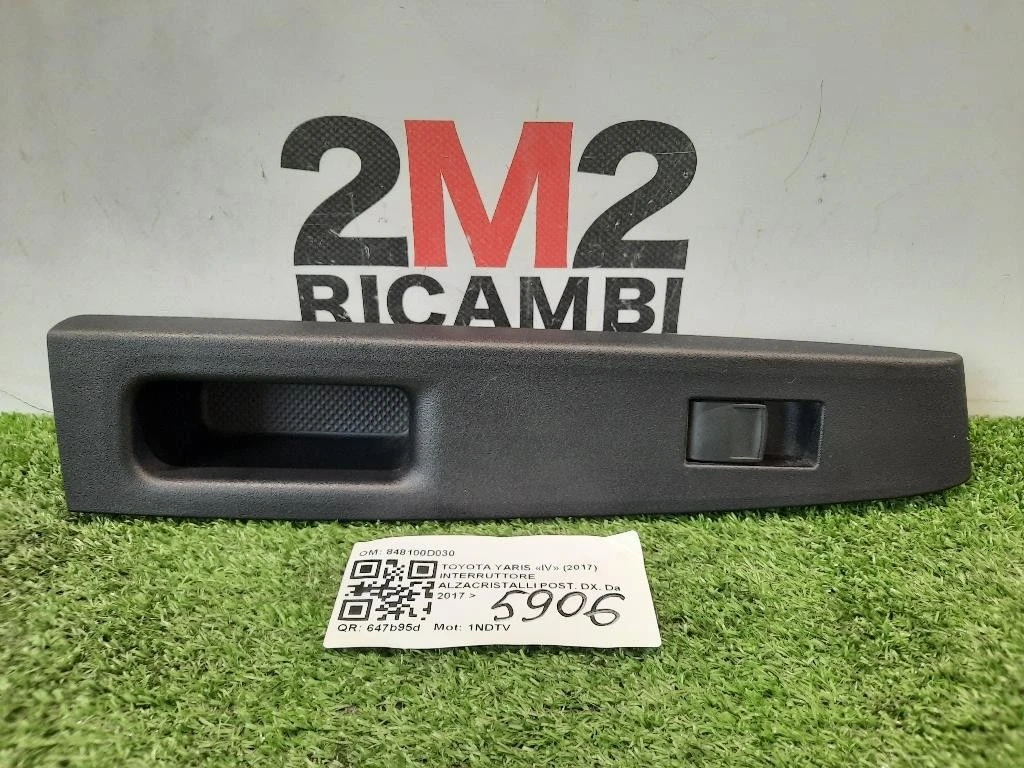 2M2
RICAMBI
OM: 848100D030
TOYOTA YARIS «IV» (2017)
INTERRUTTORE
ALZACRISTALLI POST. DX. Da
2017 >
5906
QR: 647b95d Mot: 1NDTV